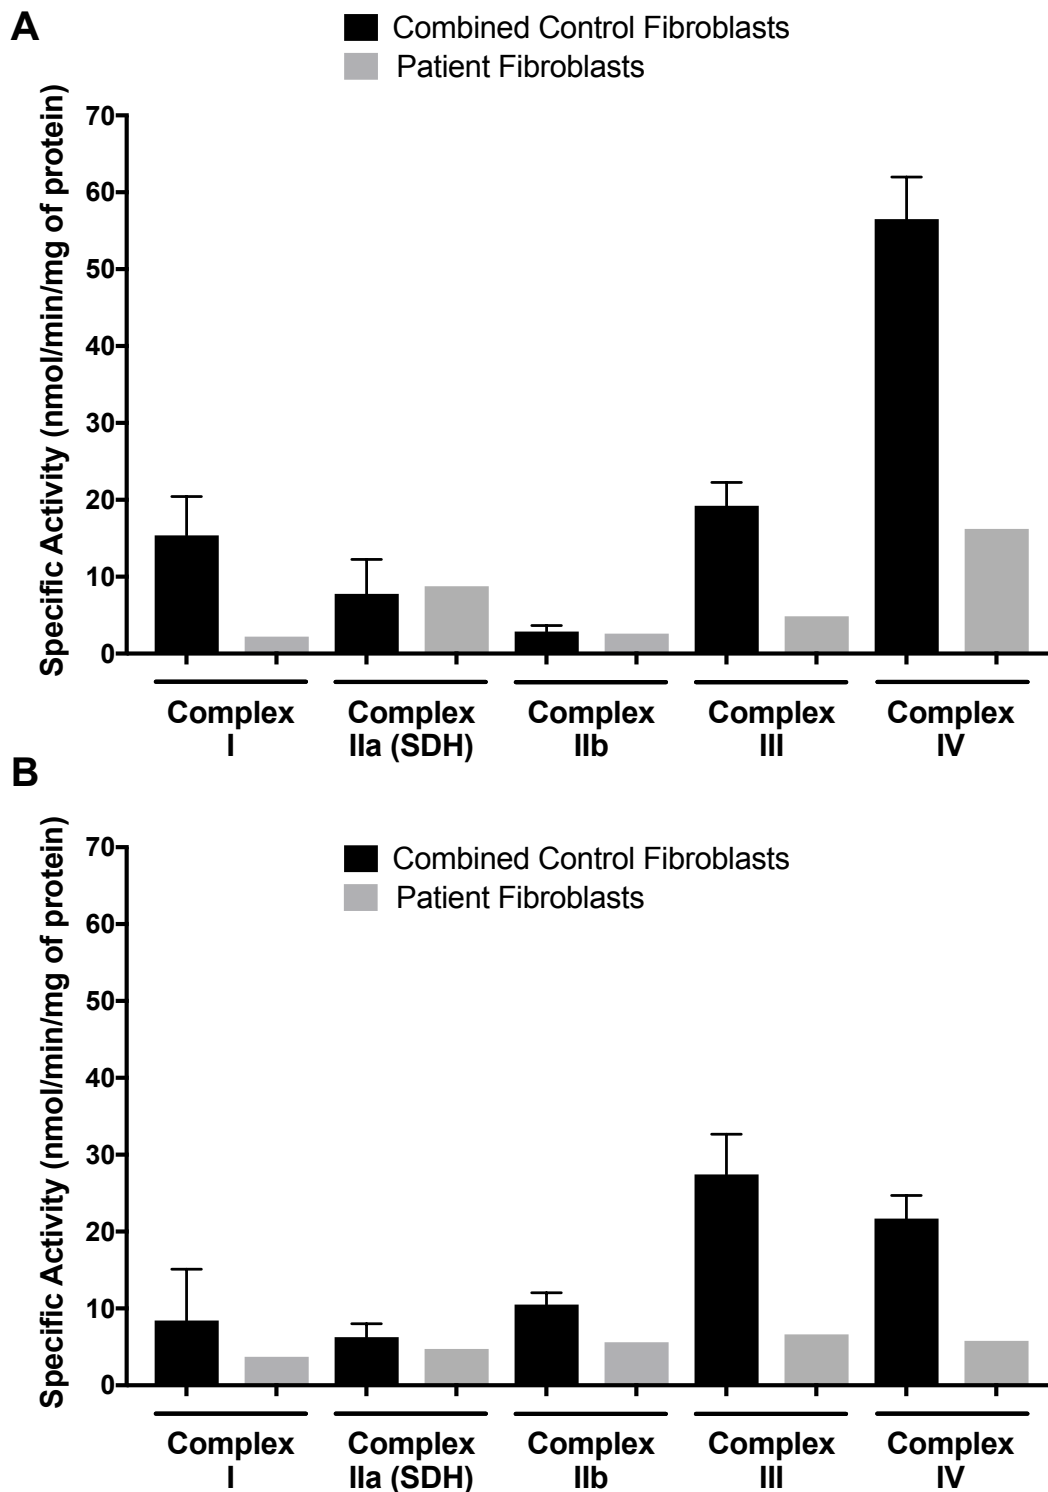 A
Combined Control Fibroblasts
Patient Fibroblasts
Specific Activity (nmol/min/mg of protein)
70
60
50
40
30
20
10
0
Complex
I
Complex
IIa (SDH)
Complex
IIb
Complex
III
Complex
IV
B
Combined Control Fibroblasts
Patient Fibroblasts
Specific Activity (nmol/min/mg of protein)
70
60
50
40
30
20
10
0
Complex
I
Complex
IIa (SDH)
Complex
IIb
Complex
III
Complex
IV